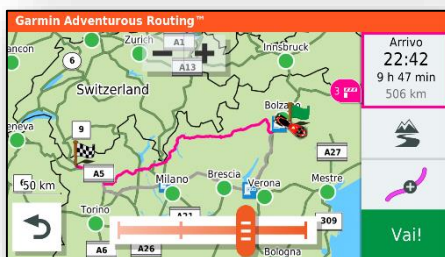 Garmin Adventurous Routing™
ancon
Zurich
A1
Innsbruck
6
A13
Switzerland
eneva
9
Bolzano
3
A27
A5
50 km
Milano
Brescia
Verona
Mestre
Torino
A21
309
A6
A26
Bologna
Arrivo
22:42
9 h 47 min
506 km
Vai!